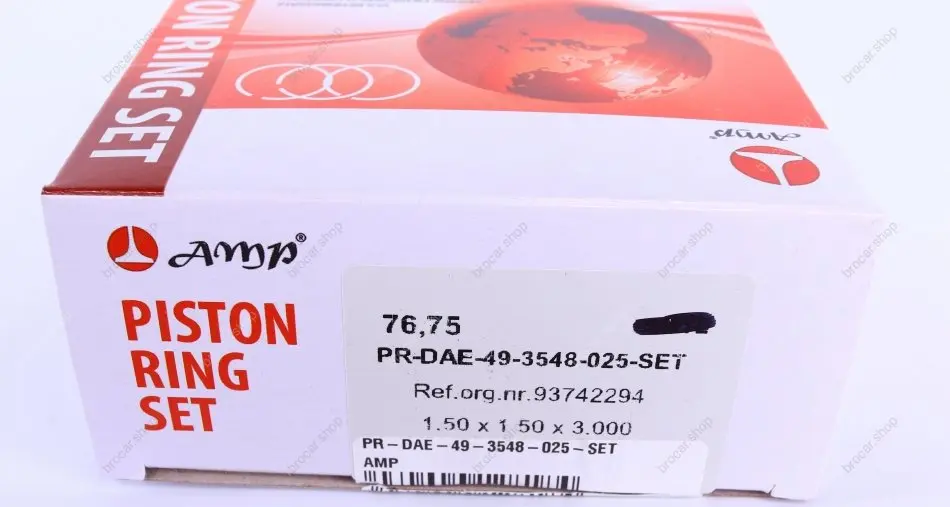 PISTON RING SET
AMP
AMP®
PISTON
RING
SET
76,75
PR-DAE-49-3548-025-SET
Ref.org.nr.93742294
1.50 x 1.50 x 3.000
PR-DAE-49-3548-025-SET
AMP
brocar.shop